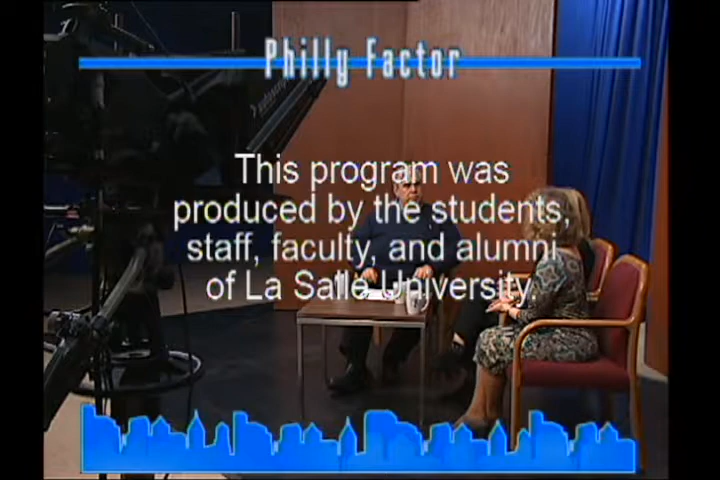 Philly Factor
This program was
produced by the students,
staff, faculty, and alumni
of La Salle University.